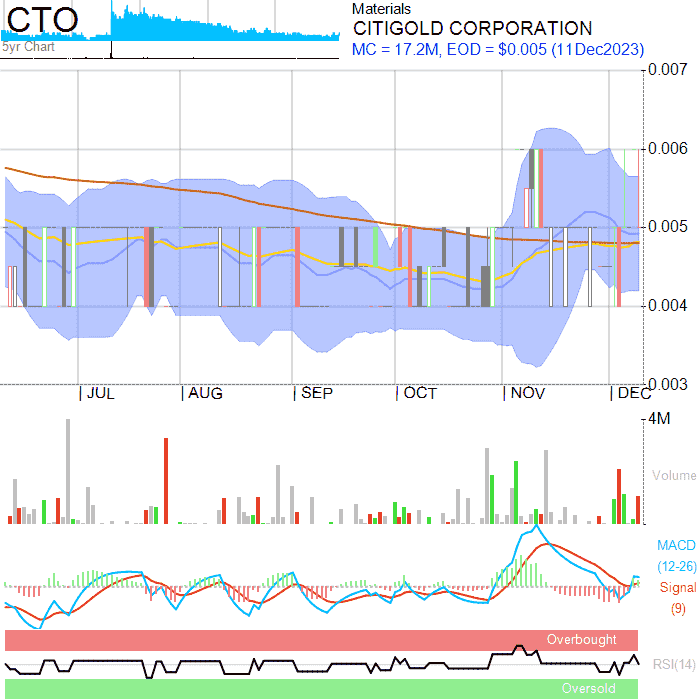 CTO
5yr Chart
Materials
CITIGOLD CORPORATION
MC = 17.2M, EOD = $0.005 (11Dec2023)
0.007
0.006
0.005
0.004
0.003
JUL AUG SEP OCT NOV DEC
4M
Volume
MACD
(12-26)
Signal
(9)
Overbought
RSI(14)
Oversold